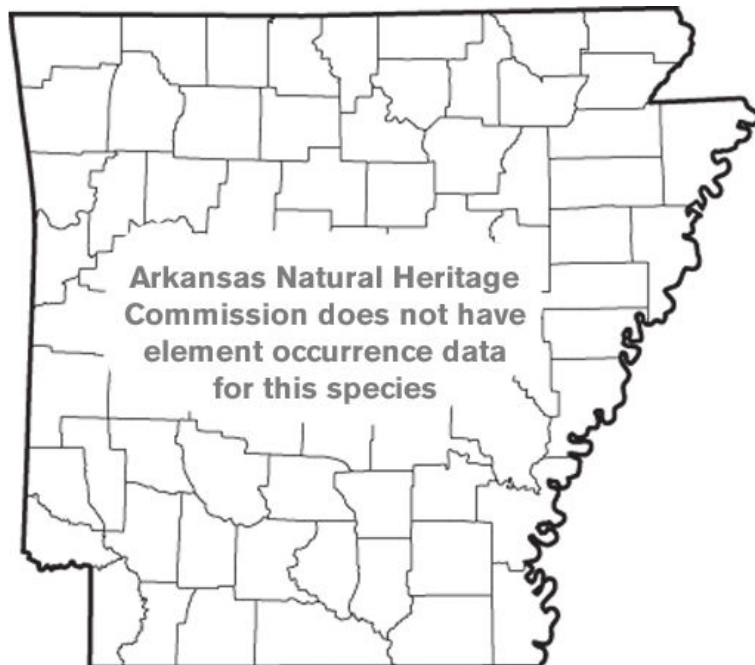 Arkansas Natural Heritage
Commission does not have
element occurrence data
for this species